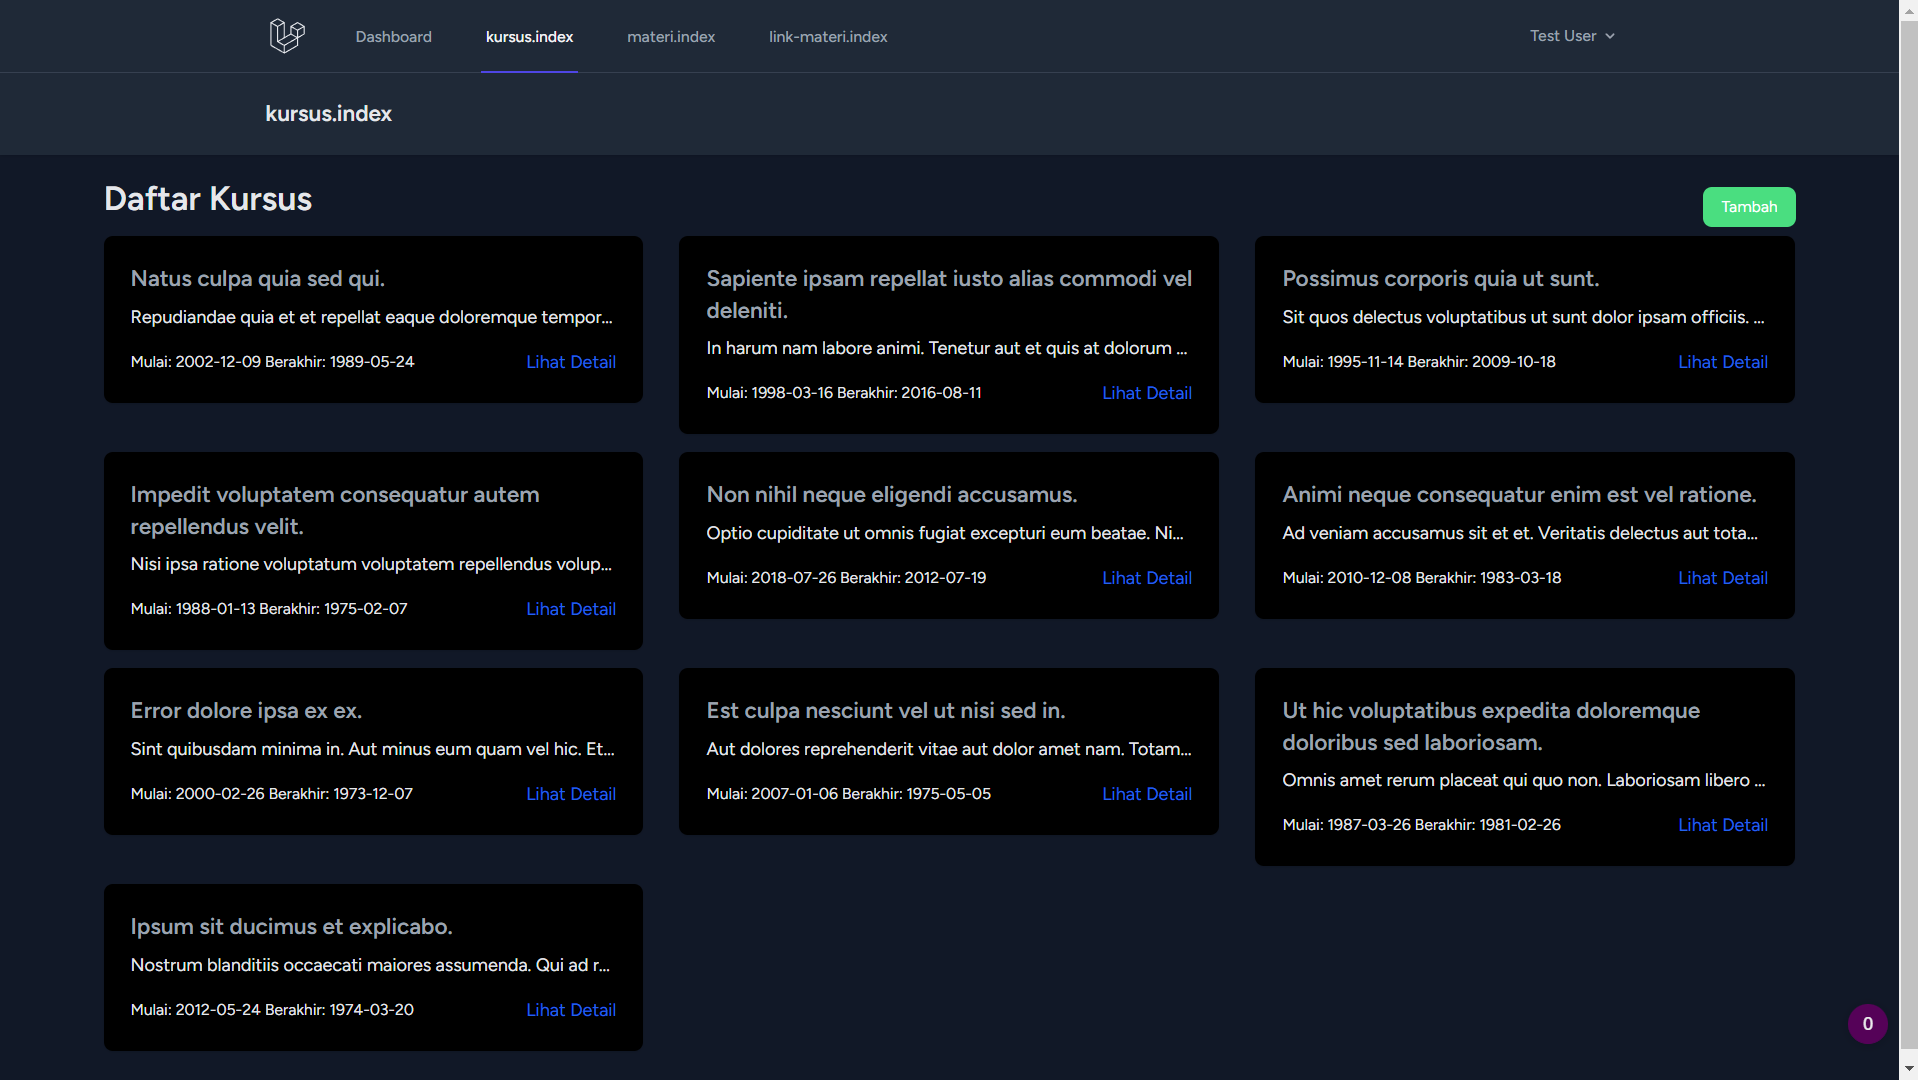 Dashboard
kursus.index
materi.index
link-materi.index
Test User
kursus.index
Daftar Kursus
Tambah
Natus culpa quia sed qui.
Repudiandae quia et et repellat eaque doloremque tempor...
Mulai: 2002-12-09 Berakhir: 1989-05-24
Lihat Detail
Sapiente ipsam repellat iusto alias commodi vel
deleniti.
In harum nam labore animi. Tenetur aut et quis at dolorum ...
Mulai: 1998-03-16 Berakhir: 2016-08-11
Lihat Detail
Possimus corporis quia ut sunt.
Sit quos delectus voluptatibus ut sunt dolor ipsam officiis. ...
Mulai: 1995-11-14 Berakhir: 2009-10-18
Lihat Detail
Impedit voluptatem consequatur autem
repellendus velit.
Nisi ipsa ratione voluptatum voluptatem repellendus volup...
Mulai: 1988-01-13 Berakhir: 1975-02-07
Lihat Detail
Non nihil neque eligendi accusamus.
Optio cupiditate ut omnis fugiat excepturi eum beatae. Ni...
Mulai: 2018-07-26 Berakhir: 2012-07-19
Lihat Detail
Animi neque consequatur enim est vel ratione.
Ad veniam accusamus sit et et. Veritatis delectus aut tota...
Mulai: 2010-12-08 Berakhir: 1983-03-18
Lihat Detail
Error dolore ipsa ex ex.
Sint quibusdam minima in. Aut minus eum quam vel hic. Et...
Mulai: 2000-02-26 Berakhir: 1973-12-07
Lihat Detail
Est culpa nesciunt vel ut nisi sed in.
Aut dolores reprehenderit vitae aut dolor amet nam. Totam...
Mulai: 2007-01-06 Berakhir: 1975-05-05
Lihat Detail
Ut hic voluptatibus expedita doloremque
doloribus sed laboriosam.
Omnis amet rerum placeat qui quo non. Laboriosam libero ...
Mulai: 1987-03-26 Berakhir: 1981-02-26
Lihat Detail
Ipsum sit ducimus et explicabo.
Nostrum blanditiis occaecati maiores assumenda. Qui ad r...
Mulai: 2012-05-24 Berakhir: 1974-03-20
Lihat Detail
0